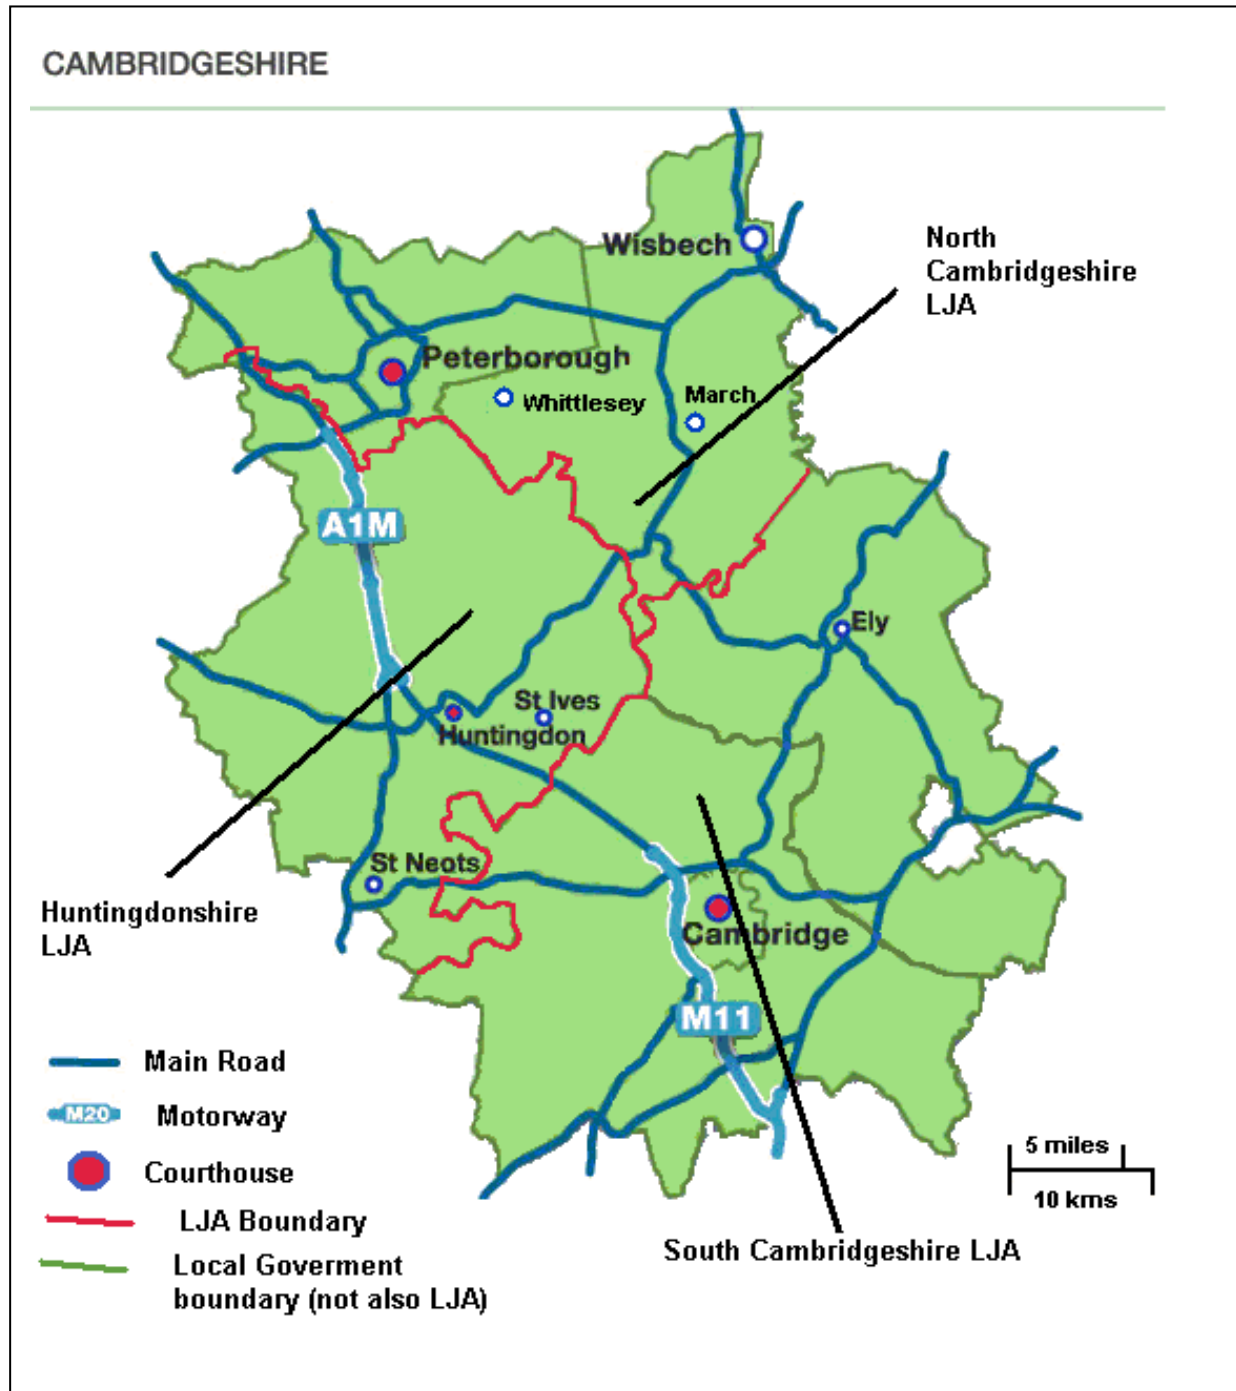 CAMBRIDGESHIRE
Wisbech
North
Cambridgeshire
LJA
Peterborough
Whittlesey
March
A1M
Ely
St Ives
Huntingdon
St Neots
Huntingdonshire
LJA
Cambridge
M11
Main Road
M20
Motorway
Courthouse
LJA Boundary
Local Goverment
boundary (not also LJA)
5 miles
10 kms
South Cambridgeshire LJA